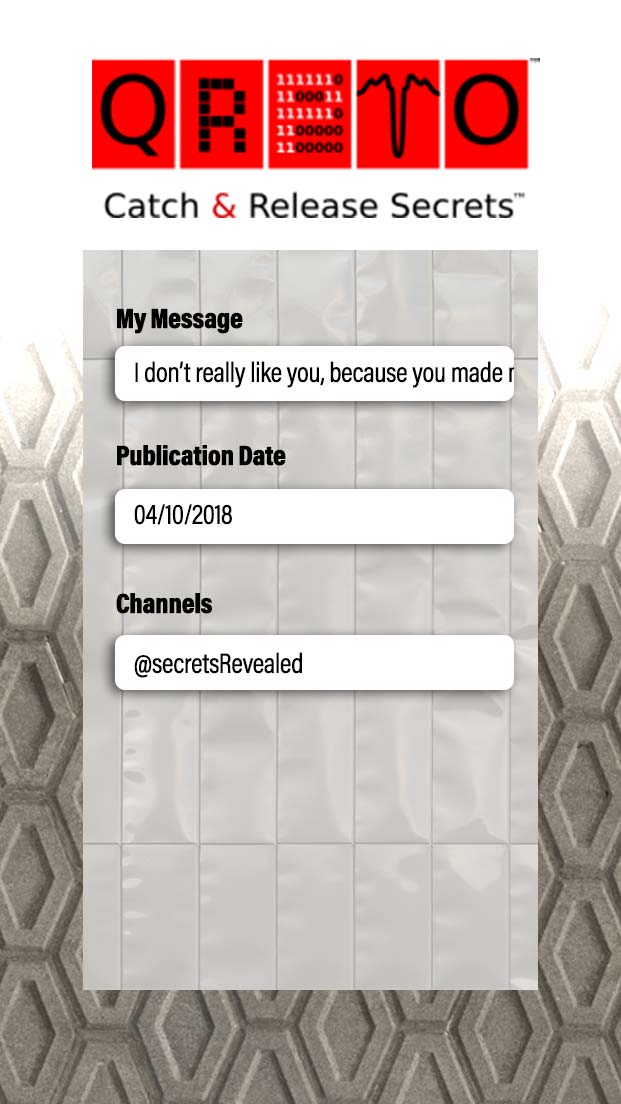 Q R
1111110
1100011
1111110
1100000
1100000
T O ™
Catch & Release Secrets™
My Message
I don’t really like you, because you made
Publication Date
04/10/2018
Channels
@secretsRevealed